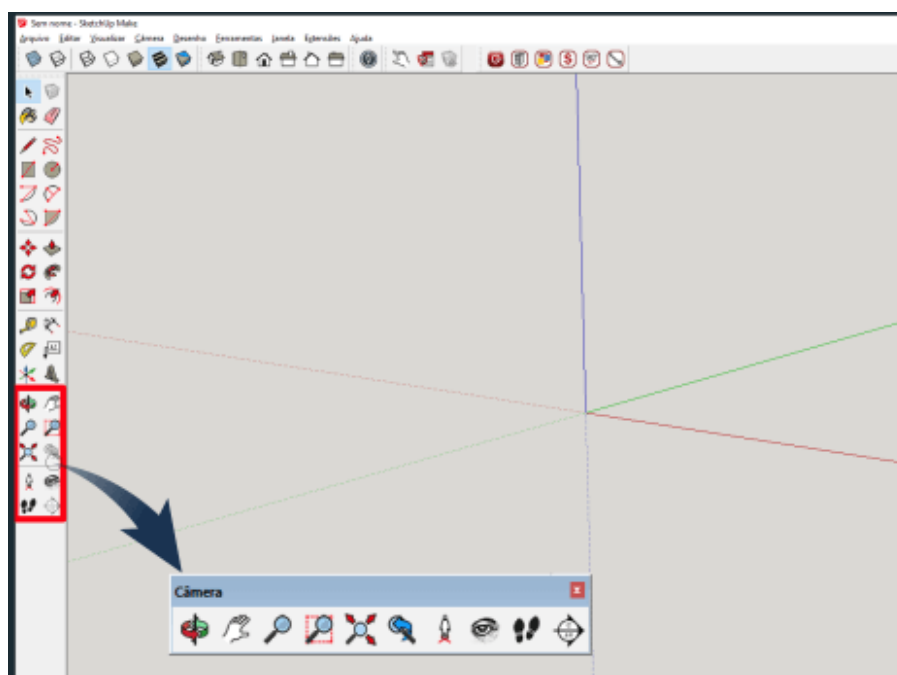 Sem nome - SketchUp Make
Arquivo Editar Visualizar Câmera Desenho Ferramentas Janela Extensões Ajuda
Câmera